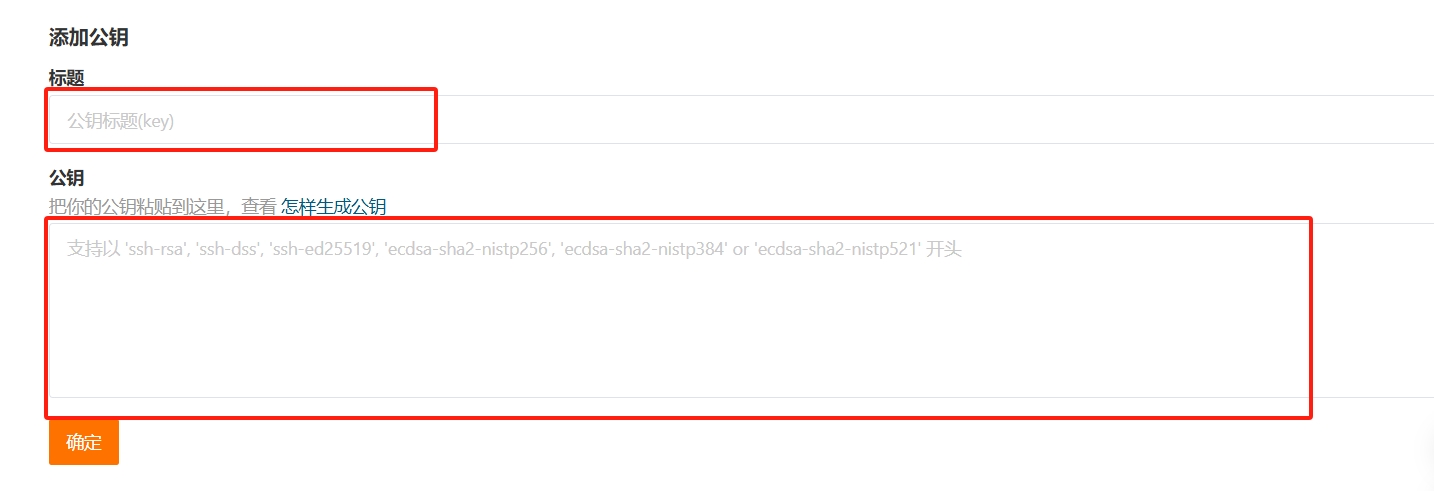 添加公钥
标题
公钥标题(key)
公钥
把你的公钥粘贴到这里，查看 怎样生成公钥
支持以 'ssh-rsa', 'ssh-dss', 'ssh-ed25519', 'ecdsa-sha2-nistp256', 'ecdsa-sha2-nistp384' or 'ecdsa-sha2-nistp521' 开头
确定